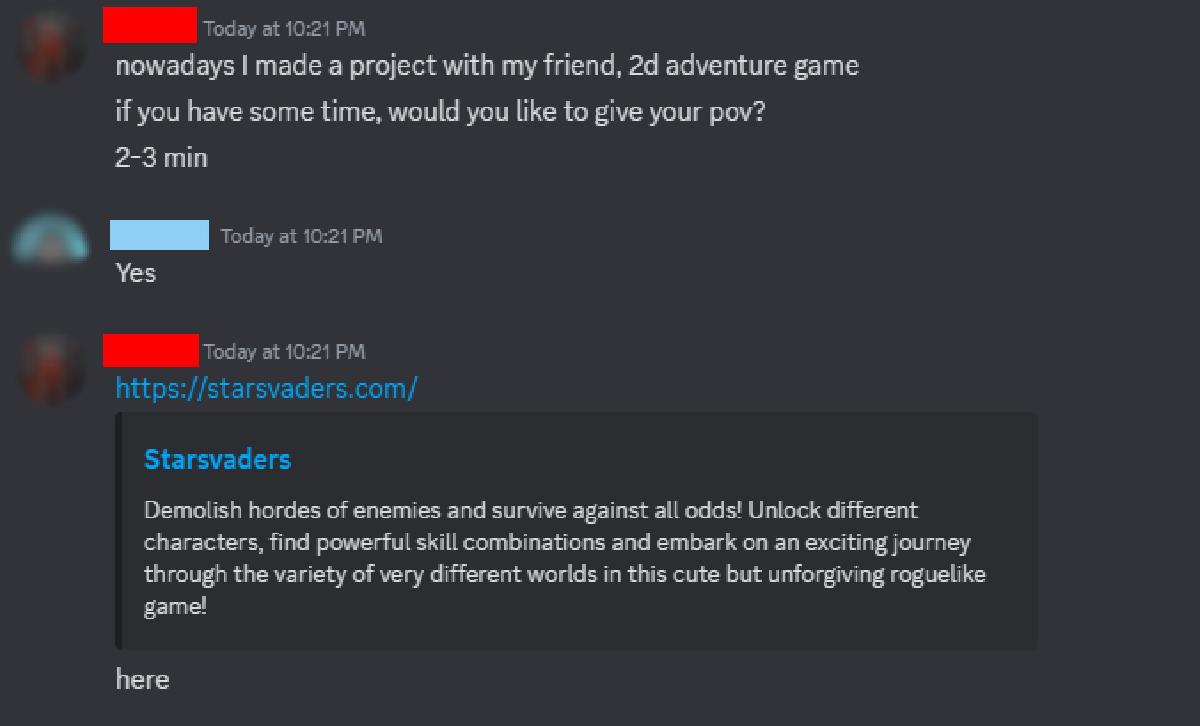 Today at 10:21 PM
nowadays I made a project with my friend, 2d adventure game
if you have some time, would you like to give your pov?
2-3 min
Today at 10:21 PM
Yes
Today at 10:21 PM
https://starsvaders.com/
Starsvaders
Demolish hordes of enemies and survive against all odds! Unlock different
characters, find powerful skill combinations and embark on an exciting journey
through the variety of very different worlds in this cute but unforgiving roguelike
game!
here